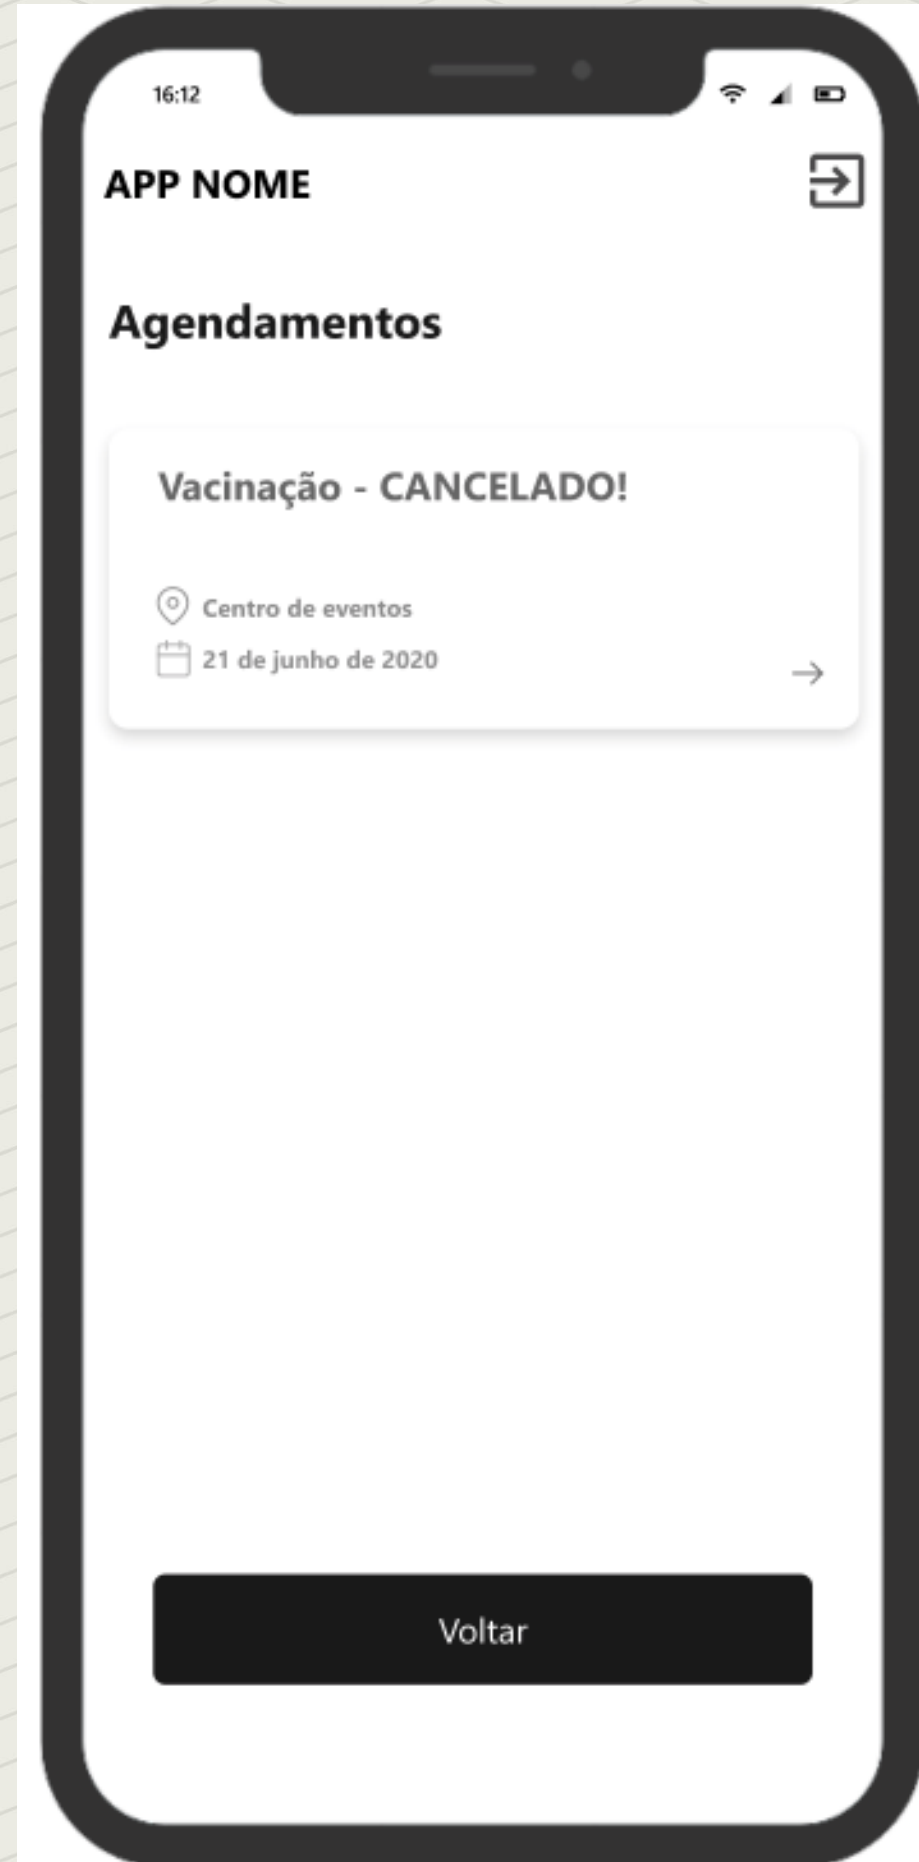 16:12
APP NOME
Agendamentos
Vacinação - CANCELADO!
Centro de eventos
21 de junho de 2020
Voltar